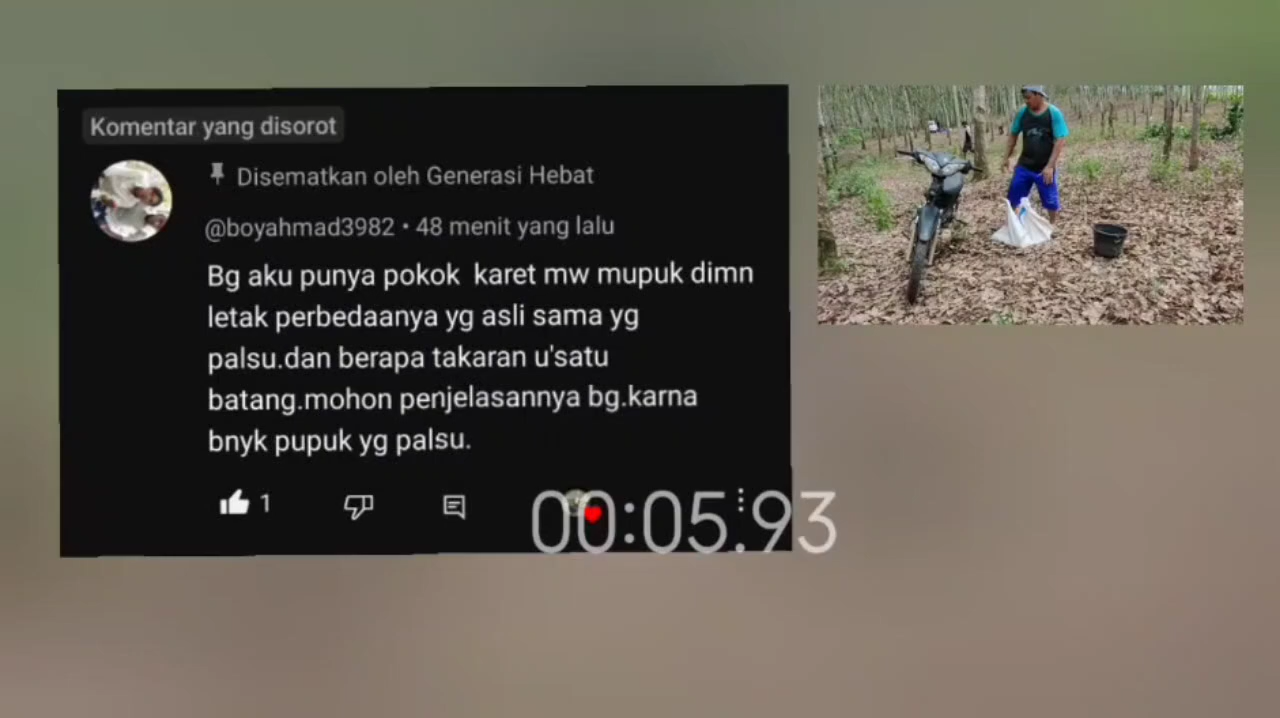 Komentar yang disorot
Disematkan oleh Generasi Hebat
@boyahmad3982 • 48 menit yang lalu
Bg aku punya pokok karet mw mupuk dimn
letak perbedaanya yg asli sama yg
palsu.dan berapa takaran u'satu
batang.mohon penjelasannya bg.karna
bnyk pupuk yg palsu.
1
00:05.93